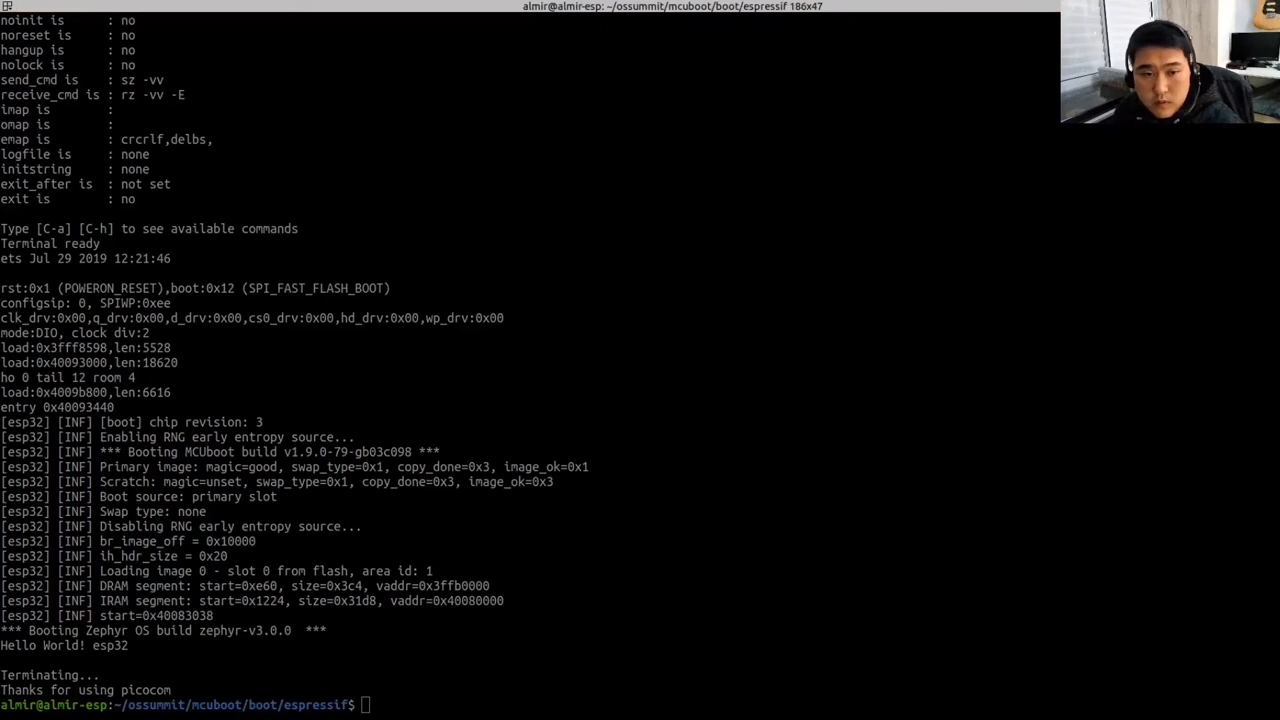 almir@almir-esp: ~/ossummit/mcuboot/boot/espressif 186x47
noinit is      : no
noreset is     : no
hangup is      : no
nolock is      : no
send_cmd is    : sz -vv
receive_cmd is : rz -vv -E
imap is        :
omap is        :
emap is        : crcrlf,delbs,
logfile is     : none
initstring     : none
exit_after is  : not set
exit is        : no
Type [C-a] [C-h] to see available commands
Terminal ready
ets Jul 29 2019 12:21:46
rst:0x1 (POWERON_RESET),boot:0x12 (SPI_FAST_FLASH_BOOT)
configsip: 0, SPIWP:0xee
clk_drv:0x00,q_drv:0x00,d_drv:0x00,cs0_drv:0x00,hd_drv:0x00,wp_drv:0x00
mode:DIO, clock div:2
load:0x3fff8598,len:5528
load:0x40093000,len:18620
ho 0 tail 12 room 4
load:0x4009b800,len:6616
entry 0x40093440
[esp32] [INF] [boot] chip revision: 3
[esp32] [INF] Enabling RNG early entropy source...
[esp32] [INF] *** Booting MCUboot build v1.9.0-79-gb03c098 ***
[esp32] [INF] Primary image: magic=good, swap_type=0x1, copy_done=0x3, image_ok=0x1
[esp32] [INF] Scratch: magic=unset, swap_type=0x1, copy_done=0x3, image_ok=0x3
[esp32] [INF] Boot source: primary slot
[esp32] [INF] Swap type: none
[esp32] [INF] Disabling RNG early entropy source...
[esp32] [INF] br_image_off = 0x10000
[esp32] [INF] ih_hdr_size = 0x20
[esp32] [INF] Loading image 0 - slot 0 from flash, area id: 1
[esp32] [INF] DRAM segment: start=0xe60, size=0x3c4, vaddr=0x3ffb0000
[esp32] [INF] IRAM segment: start=0x1224, size=0x31d8, vaddr=0x40080000
[esp32] [INF] start=0x40083038
*** Booting Zephyr OS build zephyr-v3.0.0  ***
Hello World! esp32
Terminating...
Thanks for using picocom
almir@almir-esp:~/ossummit/mcuboot/boot/espressif$